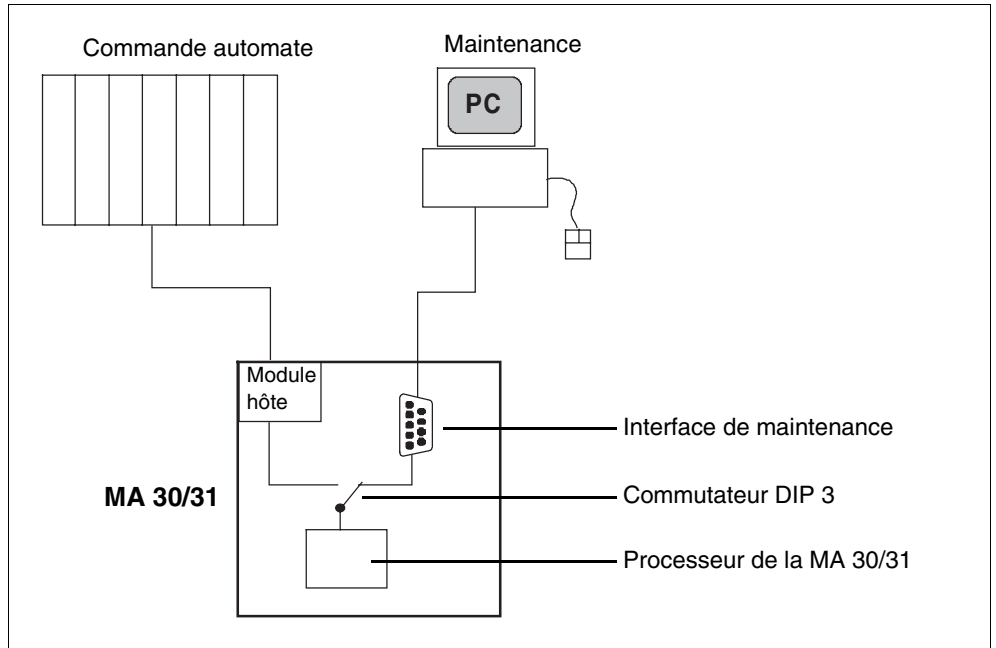 Commande automate
Maintenance
PC
Module
hôte
Interface de maintenance
MA 30/31
Commutateur DIP 3
Processeur de la MA 30/31